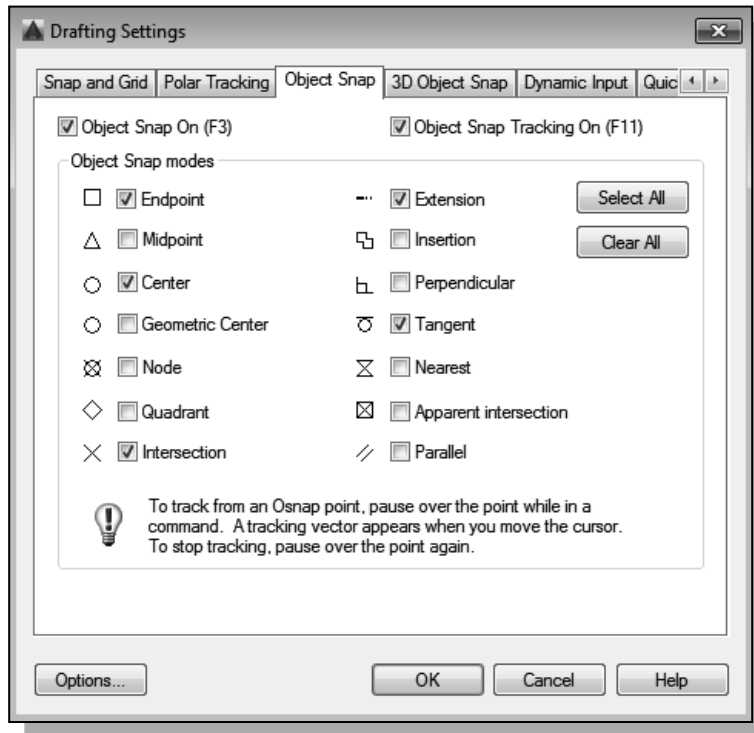 Drafting Settings
Snap and Grid Polar Tracking Object Snap 3D Object Snap Dynamic Input Quic
Object Snap On (F3) Object Snap Tracking On (F11)
Object Snap modes
Endpoint Extension Select All
Midpoint Insertion Clear All
Center Perpendicular
Geometric Center Tangent
Node Nearest
Quadrant Apparent intersection
Intersection Parallel
To track from an Osnap point, pause over the point while in a
command. A tracking vector appears when you move the cursor.
To stop tracking, pause over the point again.
Options... OK Cancel Help